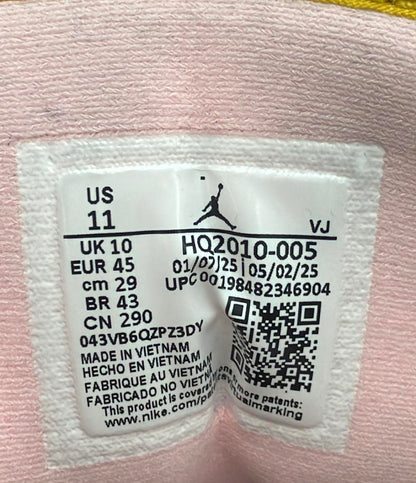 US
11
VJ
UK 10
HQ2010-005
EUR 45
01/02/25 | 05/02/25
cm 29
UPC 00198482346904
BR 43
CN 290
043VB6QZPZ3DY
MADE IN VIETNAM
HECHO EN VIETNAM
FABRIQUE AU VIETNAM
FABRICADO NO VIETNAM
This product is covered
patents:
www.nike.com/
virtualmarking